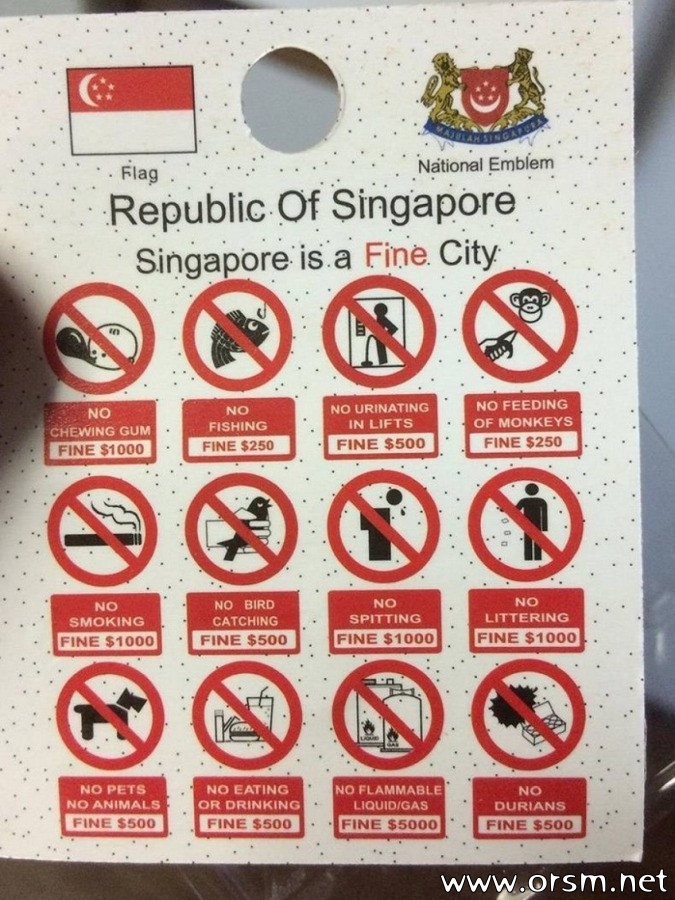 MAJULAH SINGAPURA
Flag
National Emblem
Republic Of Singapore
Singapore is a Fine City
NO
CHEWING GUM
FINE $1000
NO
FISHING
FINE $250
NO URINATING
IN LIFTS
FINE $500
NO FEEDING
OF MONKEYS
FINE $250
NO
SMOKING
FINE $1000
NO BIRD
CATCHING
FINE $500
NO
SPITTING
FINE $1000
NO
LITTERING
FINE $1000
NO PETS
NO ANIMALS
FINE $500
NO EATING
OR DRINKING
FINE $500
LIQUID
GAS
NO FLAMMABLE
LIQUID/GAS
FINE $5000
NO
DURIANS
FINE $500
www.orsm.net